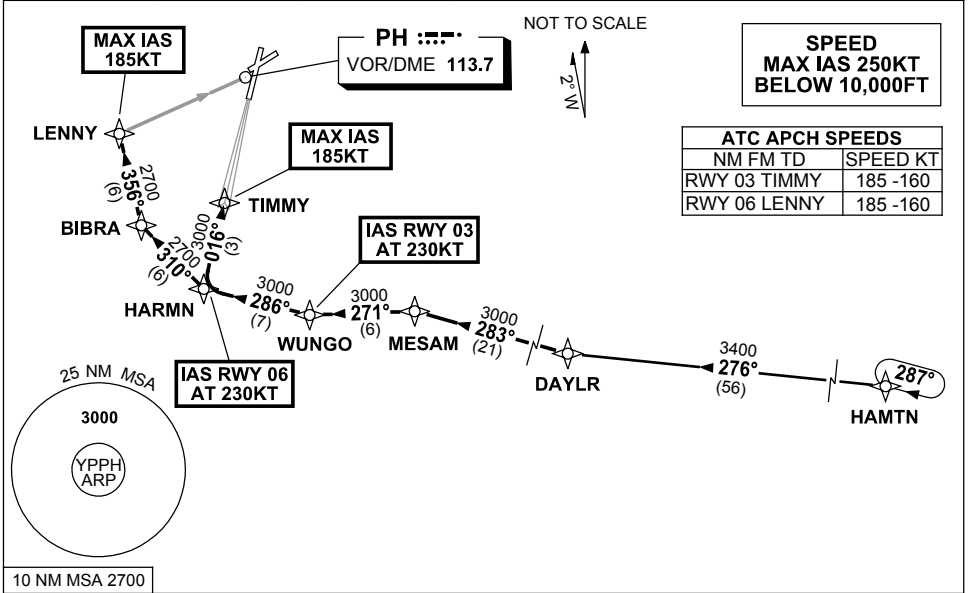 NOT TO SCALE
MAX IAS
185KT
PH
VOR/DME 113.7
2° W
SPEED
MAX IAS 250KT
BELOW 10,000FT
ATC APCH SPEEDS
NM FM TD SPEED KT
RWY 03 TIMMY 185 -160
RWY 06 LENNY 185 -160
LENNY
MAX IAS
185KT
2700
356°
(6)
TIMMY
BIBRA
3000
016°
(3)
IAS RWY 03
AT 230KT
2700
310°
(6)
HARMN
286°
(7)
WUNGO
3000
271°
(6)
MESAM
3000
283°
(21)
DAYLR
3400
276°
(56)
287°
HAMTN
IAS RWY 06
AT 230KT
25 NM MSA
3000
YPPH
ARP
10 NM MSA 2700